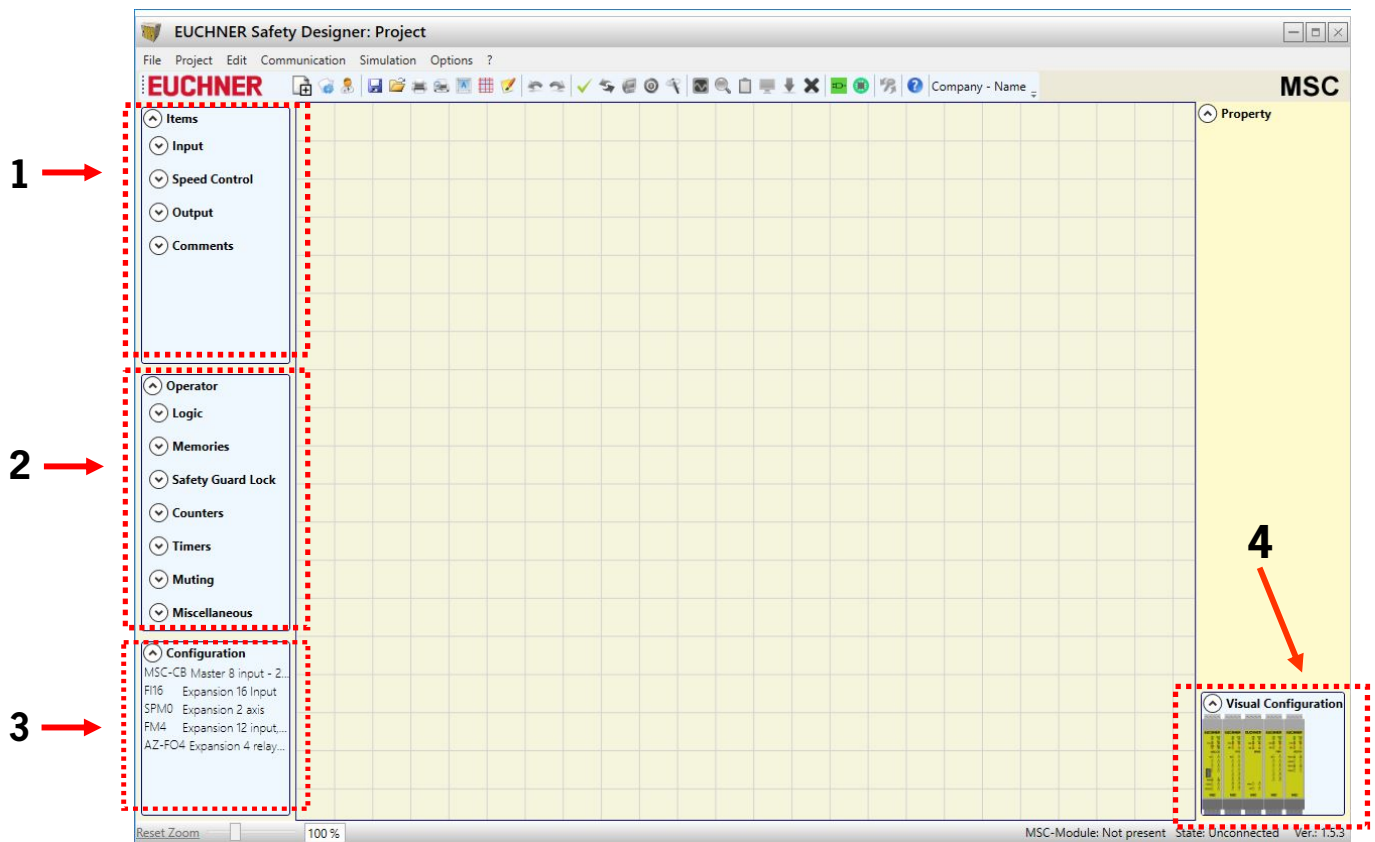 EUCHNER Safety Designer: Project
File Project Edit Communication Simulation Options ?
EUCHNER Company - Name MSC
Items
Input
1
Speed Control
Output
Comments
Property
Operator
Logic
Memories
2
Safety Guard Lock
Counters
Timers
Muting
Miscellaneous
4
Configuration
MSC-CB Master 8 input - 2...
FI16 Expansion 16 Input
SPM0 Expansion 2 axis
3
FM4 Expansion 12 input,...
AZ-FO4 Expansion 4 relay...
Visual Configuration
Reset Zoom 100 % MSC-Module: Not present State: Unconnected Ver.: 1.5.3